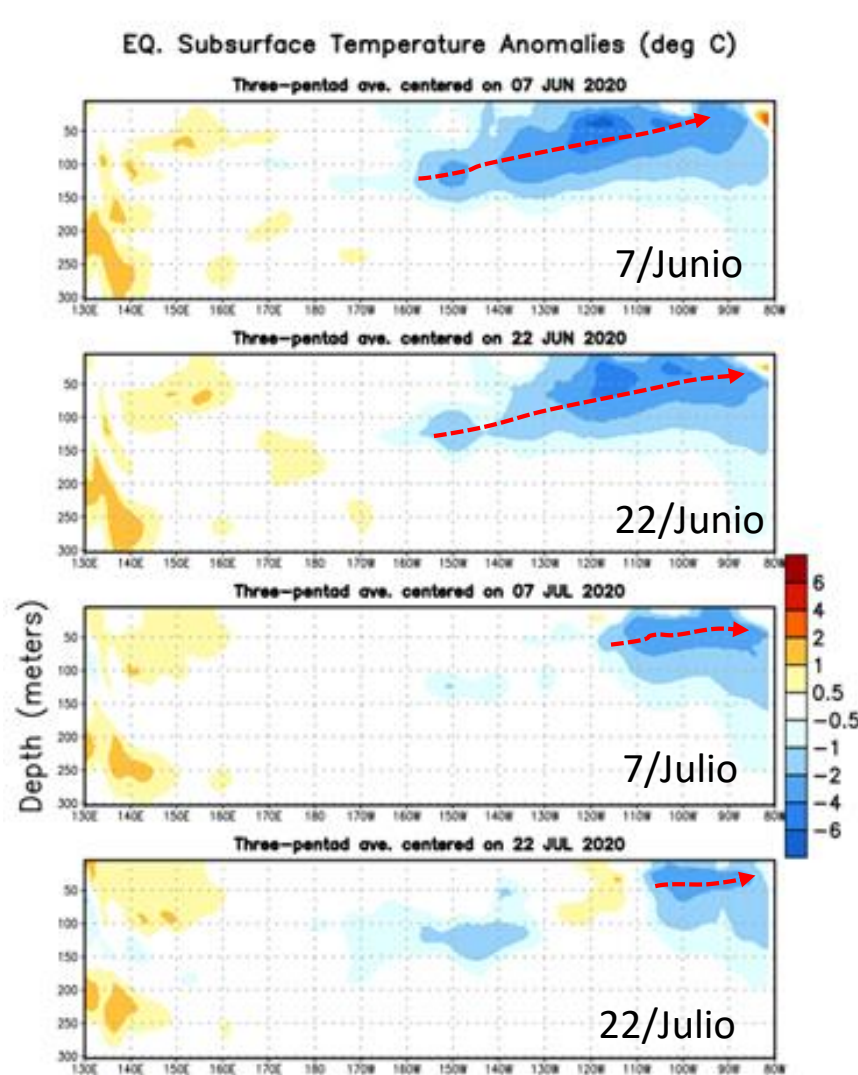 EQ. Subsurface Temperature Anomalies (deg C)
Three-pentad ave. centered on 07 JUN 2020
50
100
150
200
250
300
7/Junio
130E 140E 150E 160E 170E 180 170W 160W 150W 140W 130W 120W 110W 100W 90W 80W
Three-pentad ave. centered on 22 JUN 2020
50
100
150
200
250
300
22/Junio
130E 140E 150E 160E 170E 180 170W 160W 150W 140W 130W 120W 110W 100W 90W 80W
Three-pentad ave. centered on 07 JUL 2020
50
100
150
200
250
300
7/Julio
130E 140E 150E 160E 170E 180 170W 160W 150W 140W 130W 120W 110W 100W 90W 80W
Three-pentad ave. centered on 22 JUL 2020
50
100
150
200
250
300
22/Julio
130E 140E 150E 160E 170E 180 170W 160W 150W 140W 130W 120W 110W 100W 90W 80W
Depth (meters)
6
4
2
1
0.5
-0.5
-1
-2
-4
-6